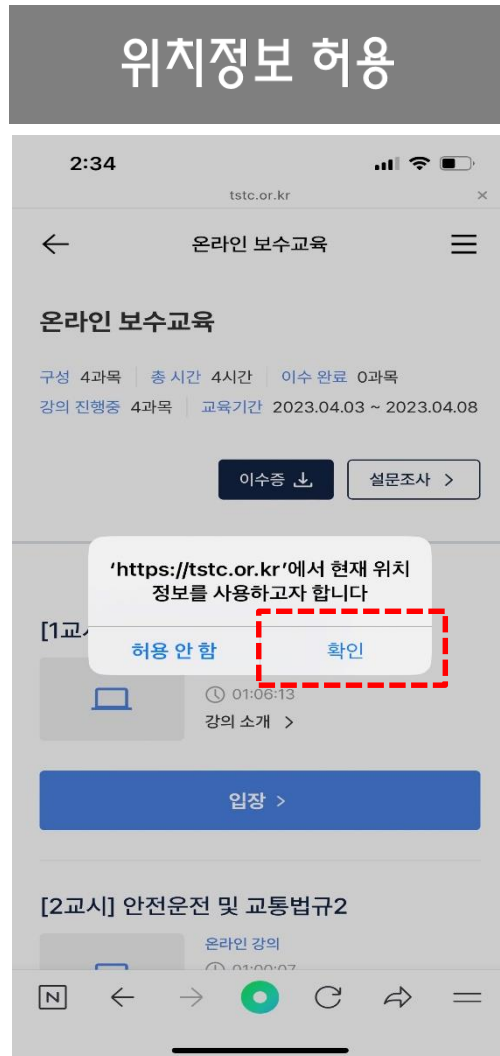 위치정보 허용
2:34
tstc.or.kr ×
온라인 보수교육
온라인 보수교육
구성 4과목 총 시간 4시간 이수 완료 0과목
강의 진행중 4과목 교육기간 2023.04.03 ~ 2023.04.08
이수증 설문조사 >
'https://tstc.or.kr'에서 현재 위치
정보를 사용하고자 합니다
[1교
허용 안 함 확인
01:06:13
강의 소개 >
입장 >
[2교시] 안전운전 및 교통법규2
온라인 강의
01:00:07
N